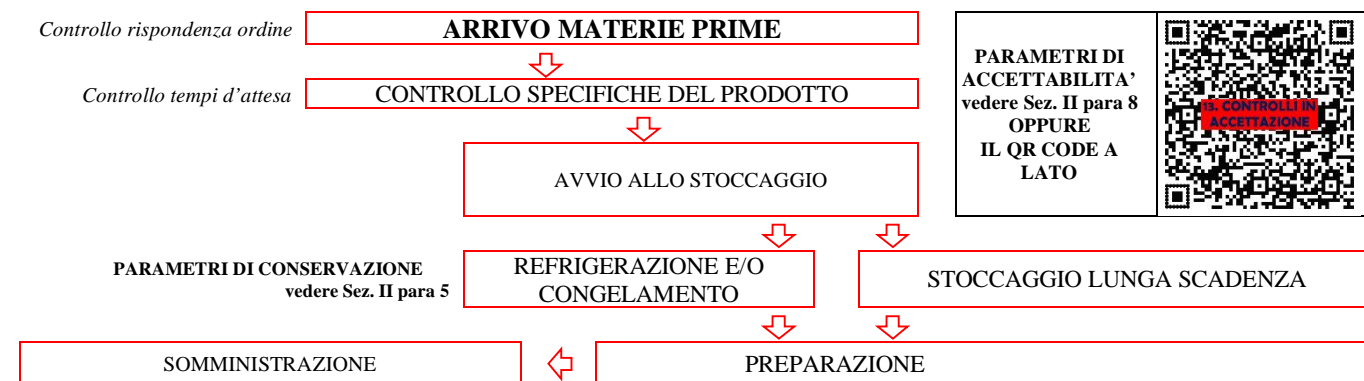 Controllo rispondenza ordine
ARRIVO MATERIE PRIME
Controllo tempi d'attesa
CONTROLLO SPECIFICHE DEL PRODOTTO
AVVIO ALLO STOCCAGGIO
PARAMETRI DI
ACCETTABILITA'
vedere Sez. II para 8
OPPURE
IL QR CODE A
LATO
13. CONTROLLI IN
ACCETTAZIONE
PARAMETRI DI CONSERVAZIONE
vedere Sez. II para 5
REFRIGERAZIONE E/O
CONGELAMENTO
STOCCAGGIO LUNGA SCADENZA
SOMMINISTRAZIONE
PREPARAZIONE